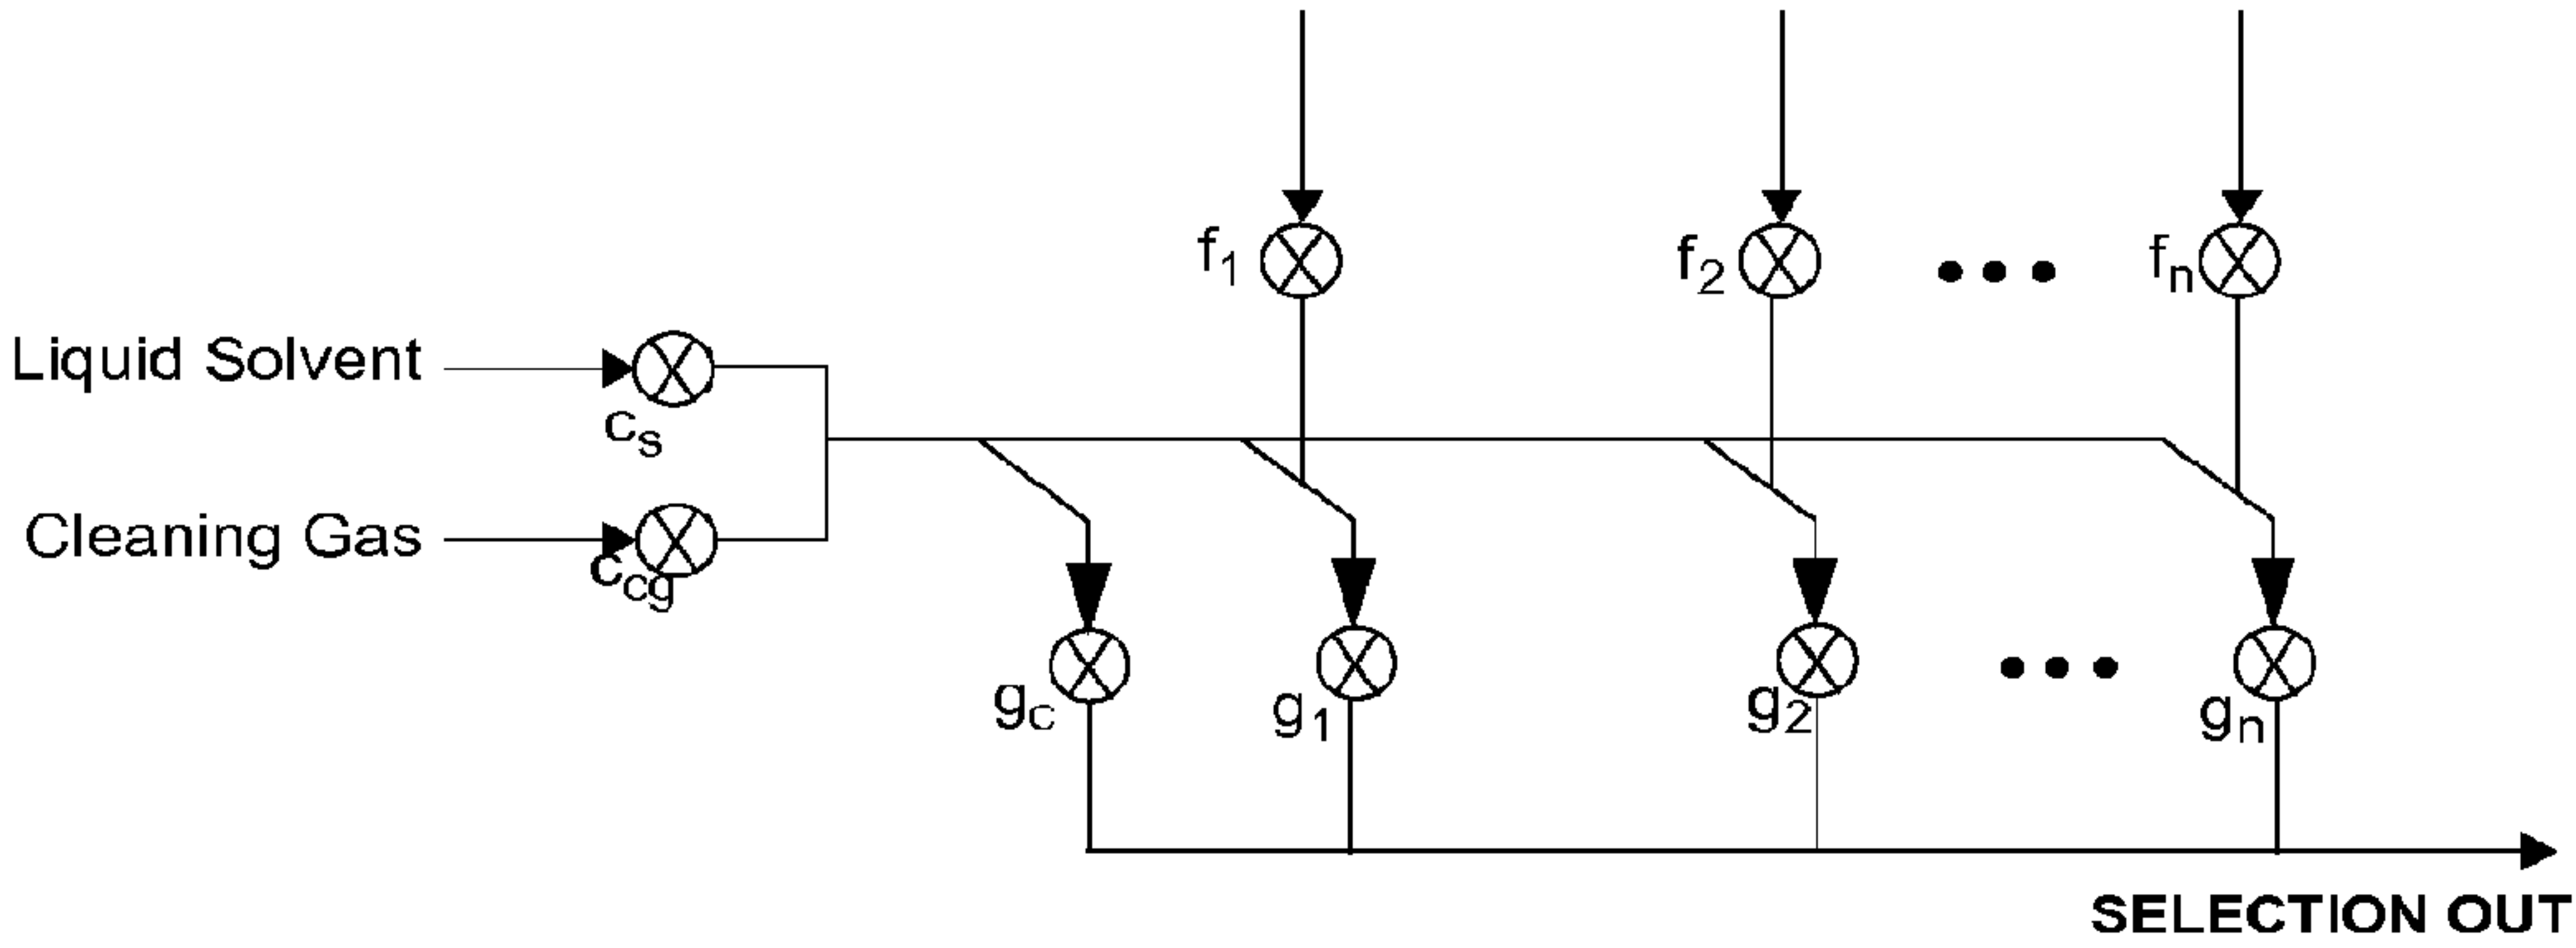 f1
f2
fn
Liquid Solvent
cs
Cleaning Gas
ccg
gc
g1
g2
gn
SELECTION OUT